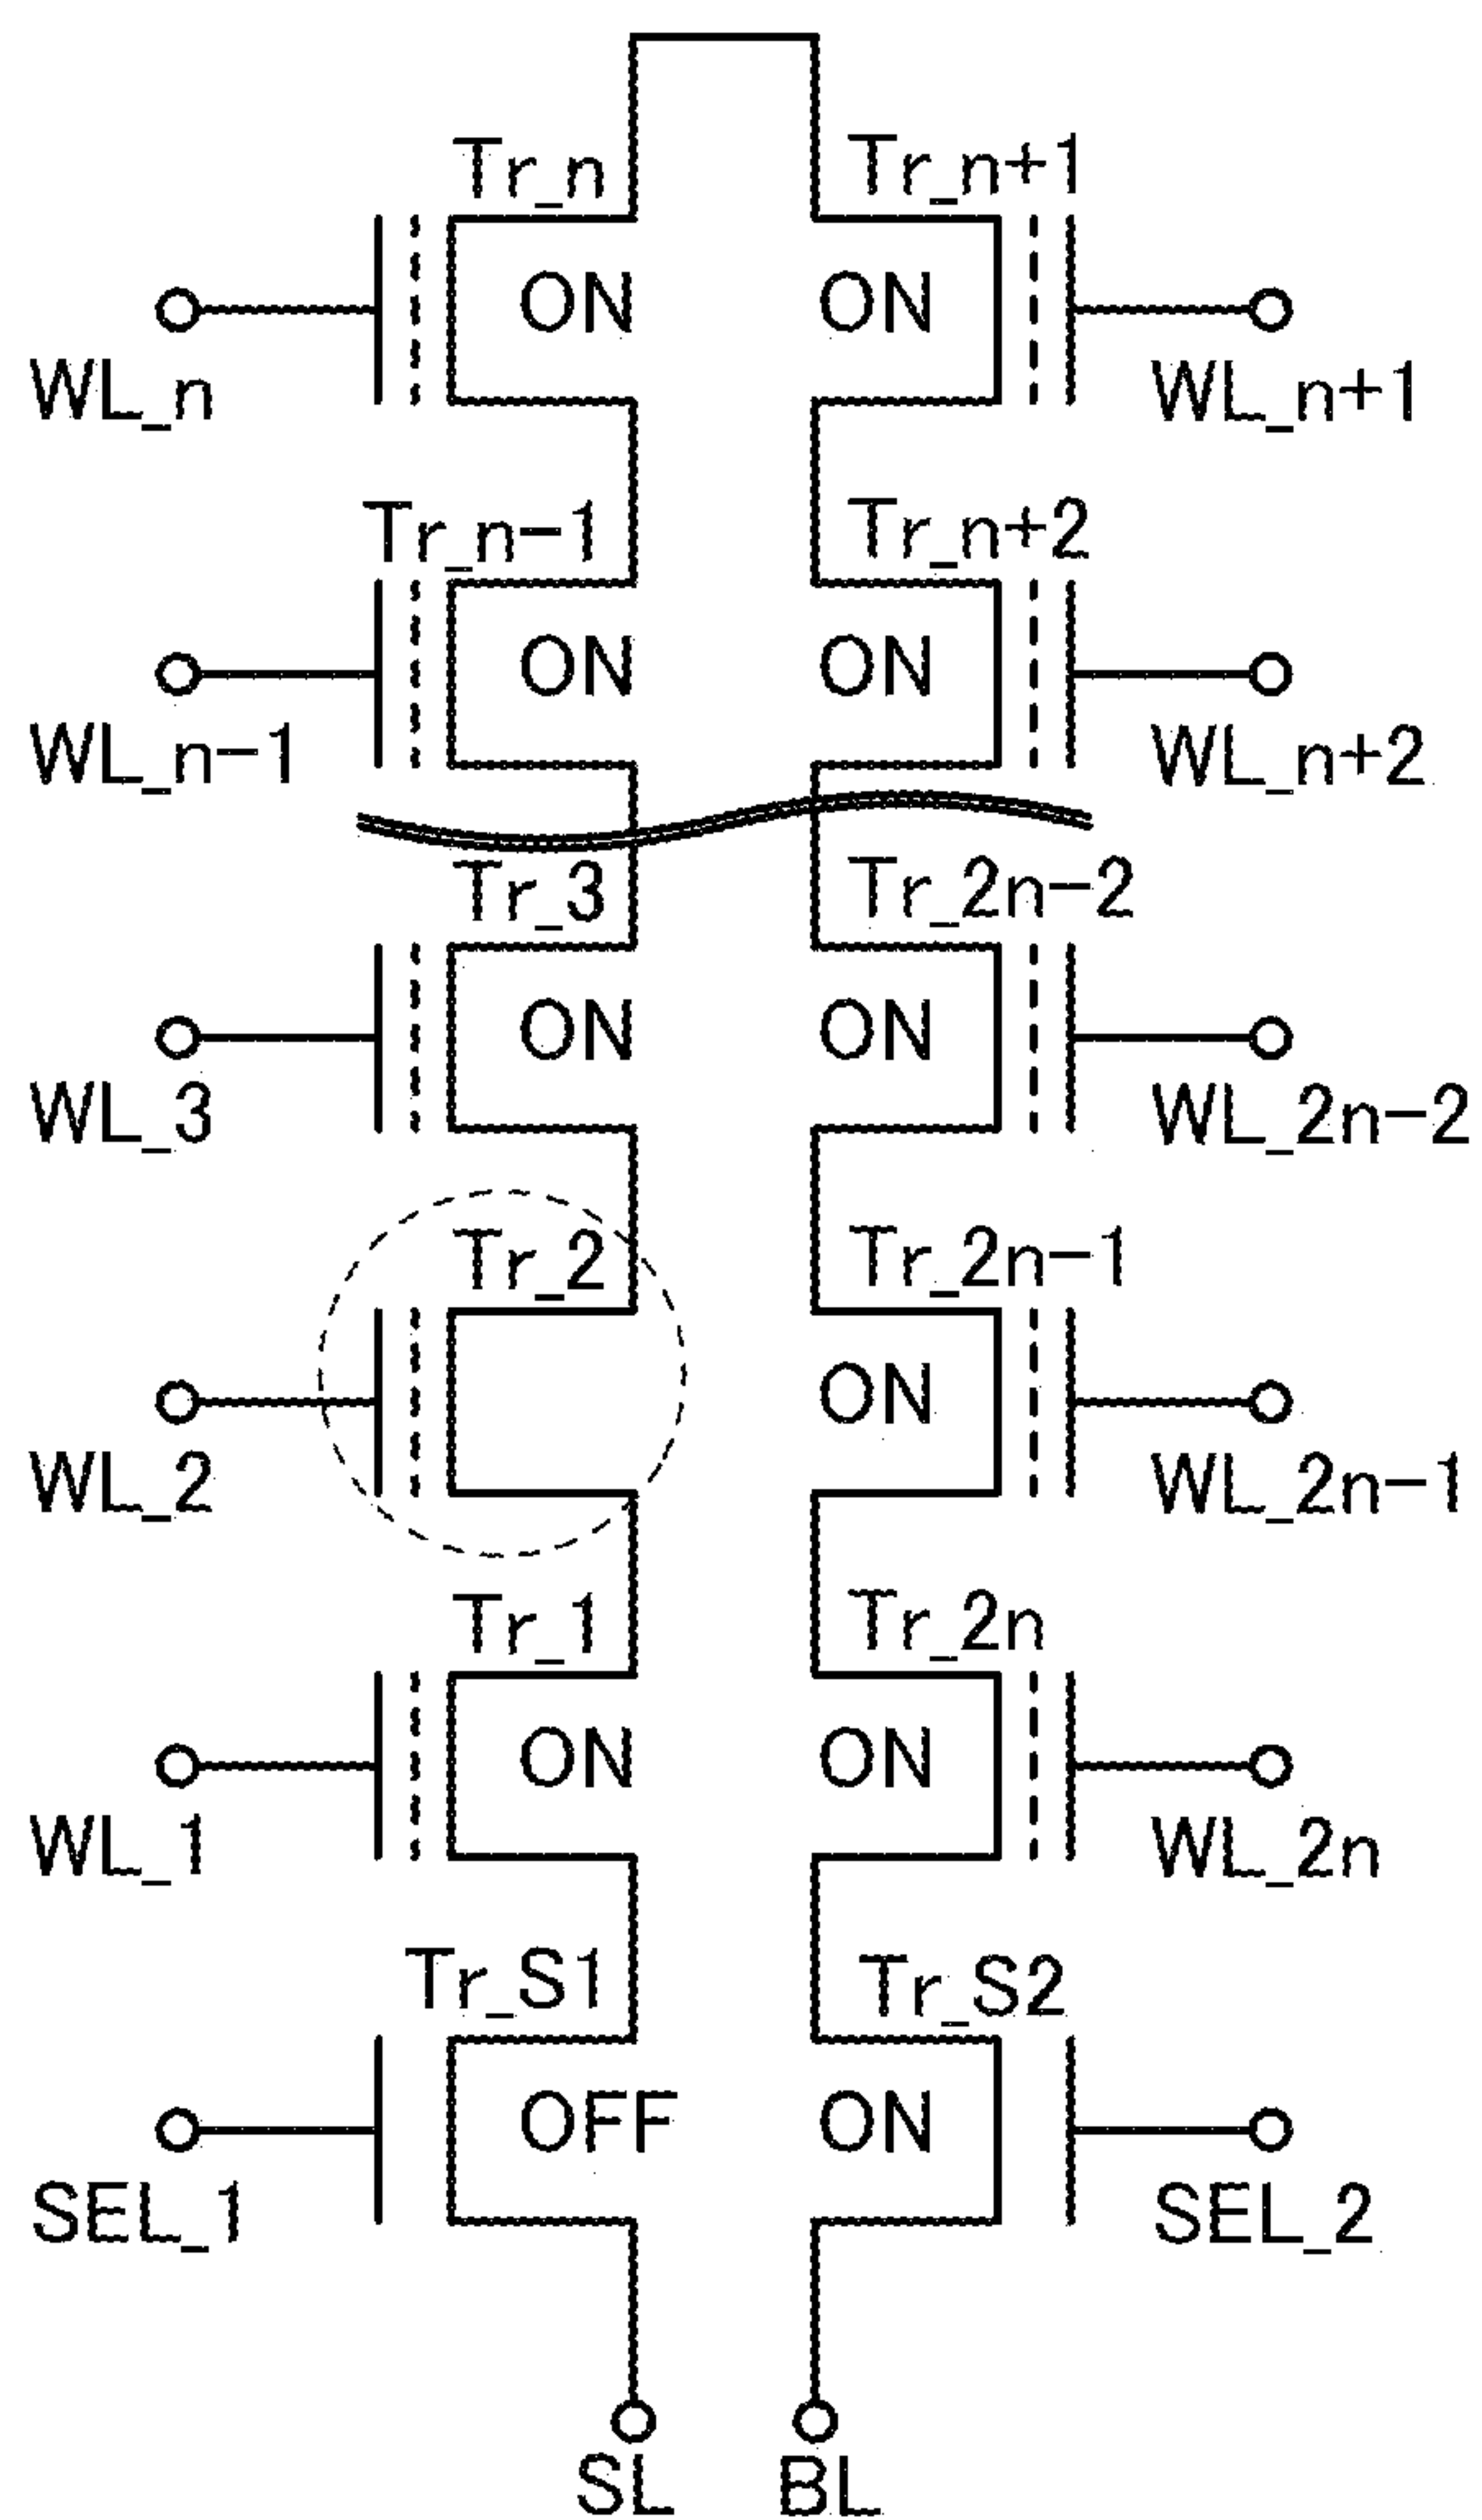 Tr_n Tr_n+1
ON ON
WL_n WL_n+1
Tr_n-1 Tr_n+2
ON ON
WL_n-1 WL_n+2
Tr_3 Tr_2n-2
ON ON
WL_3 WL_2n-2
Tr_2 Tr_2n-1
ON
WL_2 WL_2n-1
Tr_1 Tr_2n
ON ON
WL_1 WL_2n
Tr_S1 Tr_S2
OFF ON
SEL_1 SEL_2
SL BL